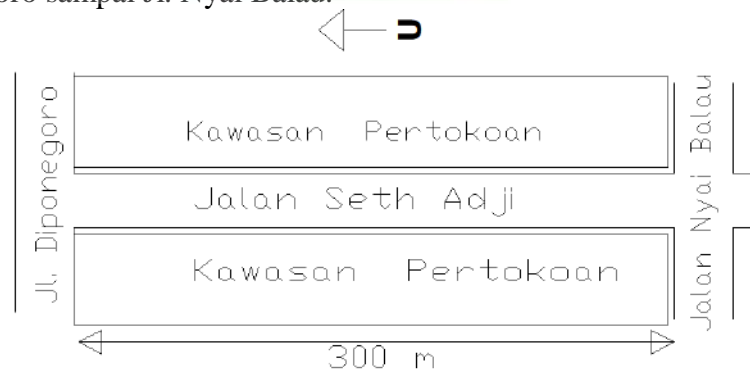 oro sampai Jl. Nyai Balau.
U
Kawasan Pertokoan
Jl. Diponegoro
Jalan Seth Adji
Jalan Nyai Balau
Kawasan Pertokoan
300 m